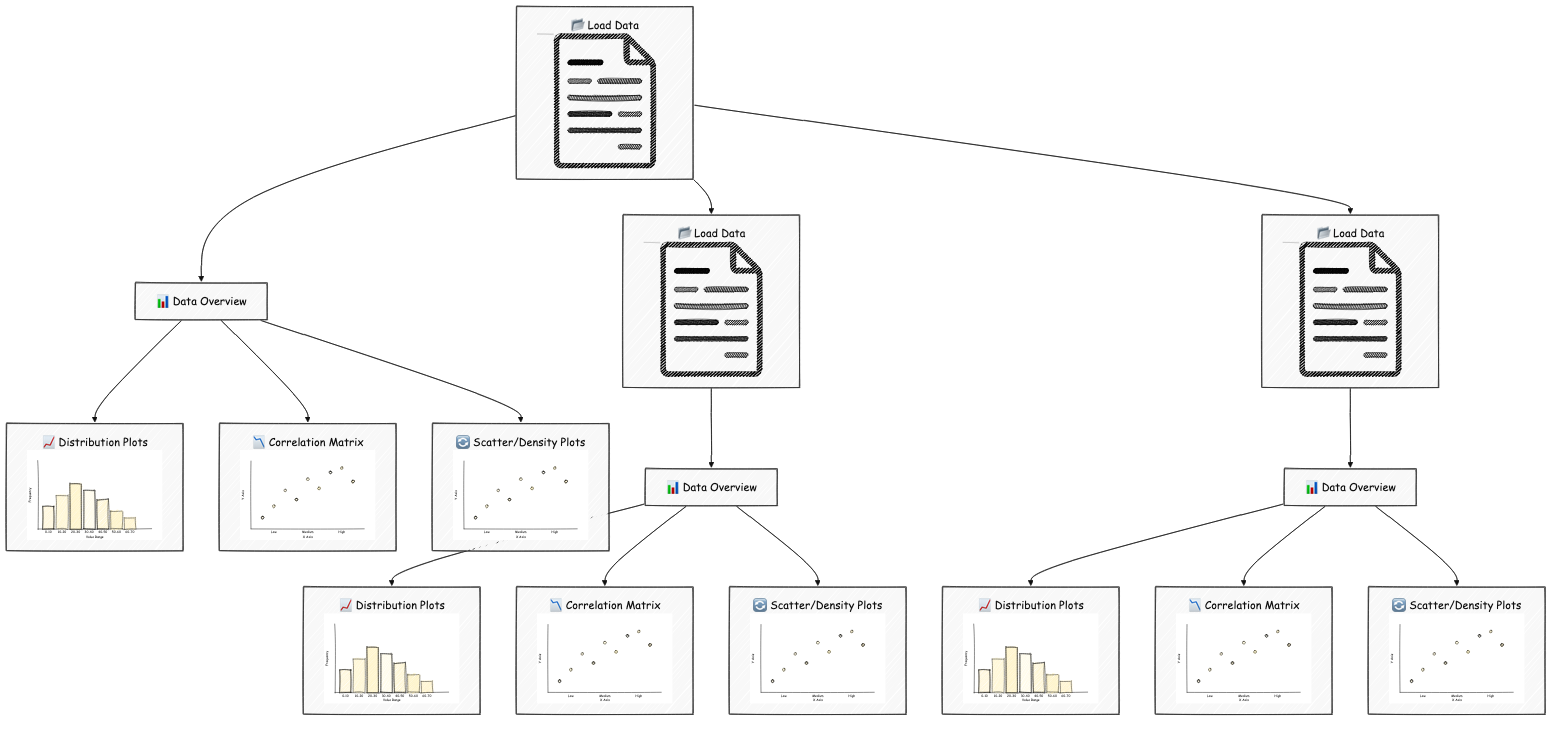 Load Data
Load Data
Load Data
Data Overview
Distribution Plots
Frequency
0-10 10-20 20-30 30-40 40-50 50-60 60-70
Value Range
Correlation Matrix
Y-Axis
Low Medium High
X-Axis
Scatter/Density Plots
Y-Axis
Low Medium High
X-Axis
Data Overview
Data Overview
Distribution Plots
Frequency
0-10 10-20 20-30 30-40 40-50 50-60 60-70
Value Range
Correlation Matrix
Y-Axis
Low Medium High
X-Axis
Scatter/Density Plots
Y-Axis
Low Medium High
X-Axis
Distribution Plots
Frequency
0-10 10-20 20-30 30-40 40-50 50-60 60-70
Value Range
Correlation Matrix
Y-Axis
Low Medium High
X-Axis
Scatter/Density Plots
Y-Axis
Low Medium High
X-Axis